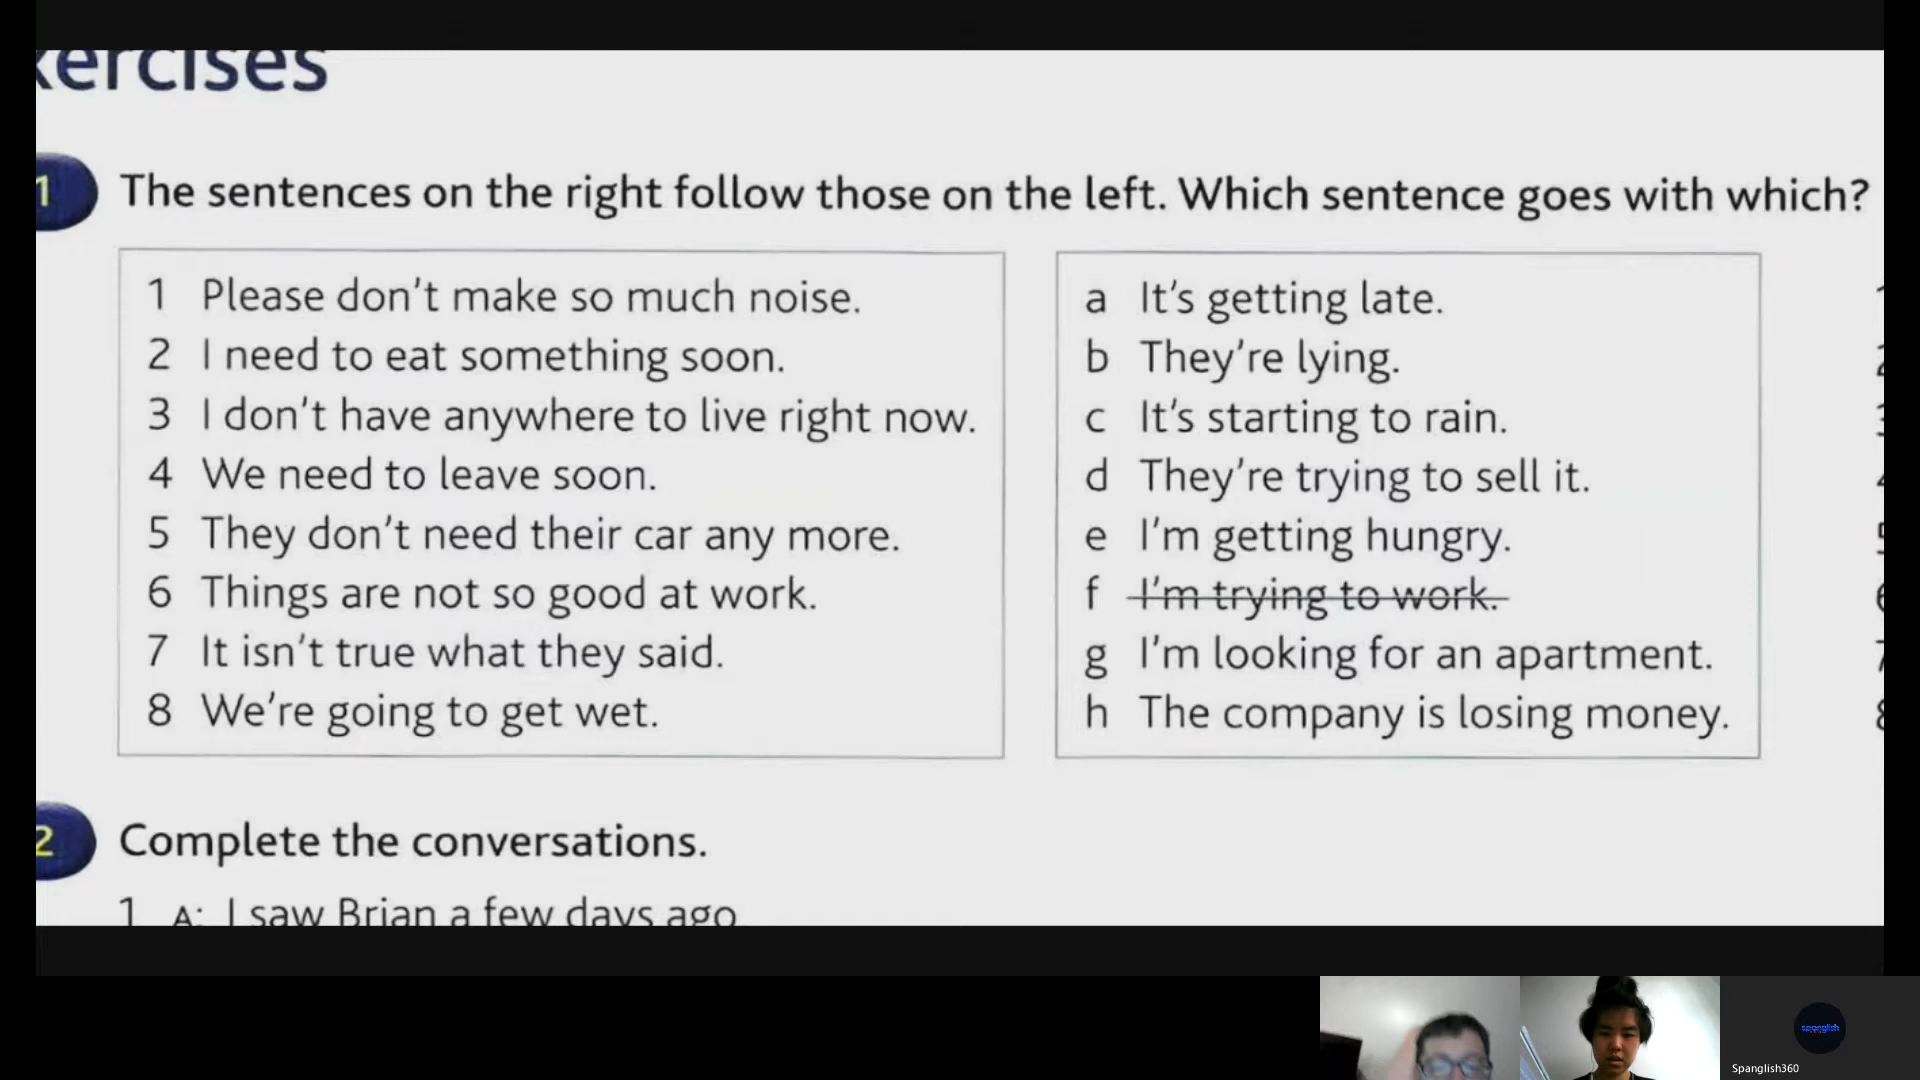 xercises
1 The sentences on the right follow those on the left. Which sentence goes with which?
1 Please don't make so much noise.
2 I need to eat something soon.
3 I don't have anywhere to live right now.
4 We need to leave soon.
5 They don't need their car any more.
6 Things are not so good at work.
7 It isn't true what they said.
8 We're going to get wet.
a It's getting late.
b They're lying.
c It's starting to rain.
d They're trying to sell it.
e I'm getting hungry.
f I'm trying to work.
g I'm looking for an apartment.
h The company is losing money.
2 Complete the conversations.
1 A: I saw Brian a few days ago
spanglish
Spanglish360